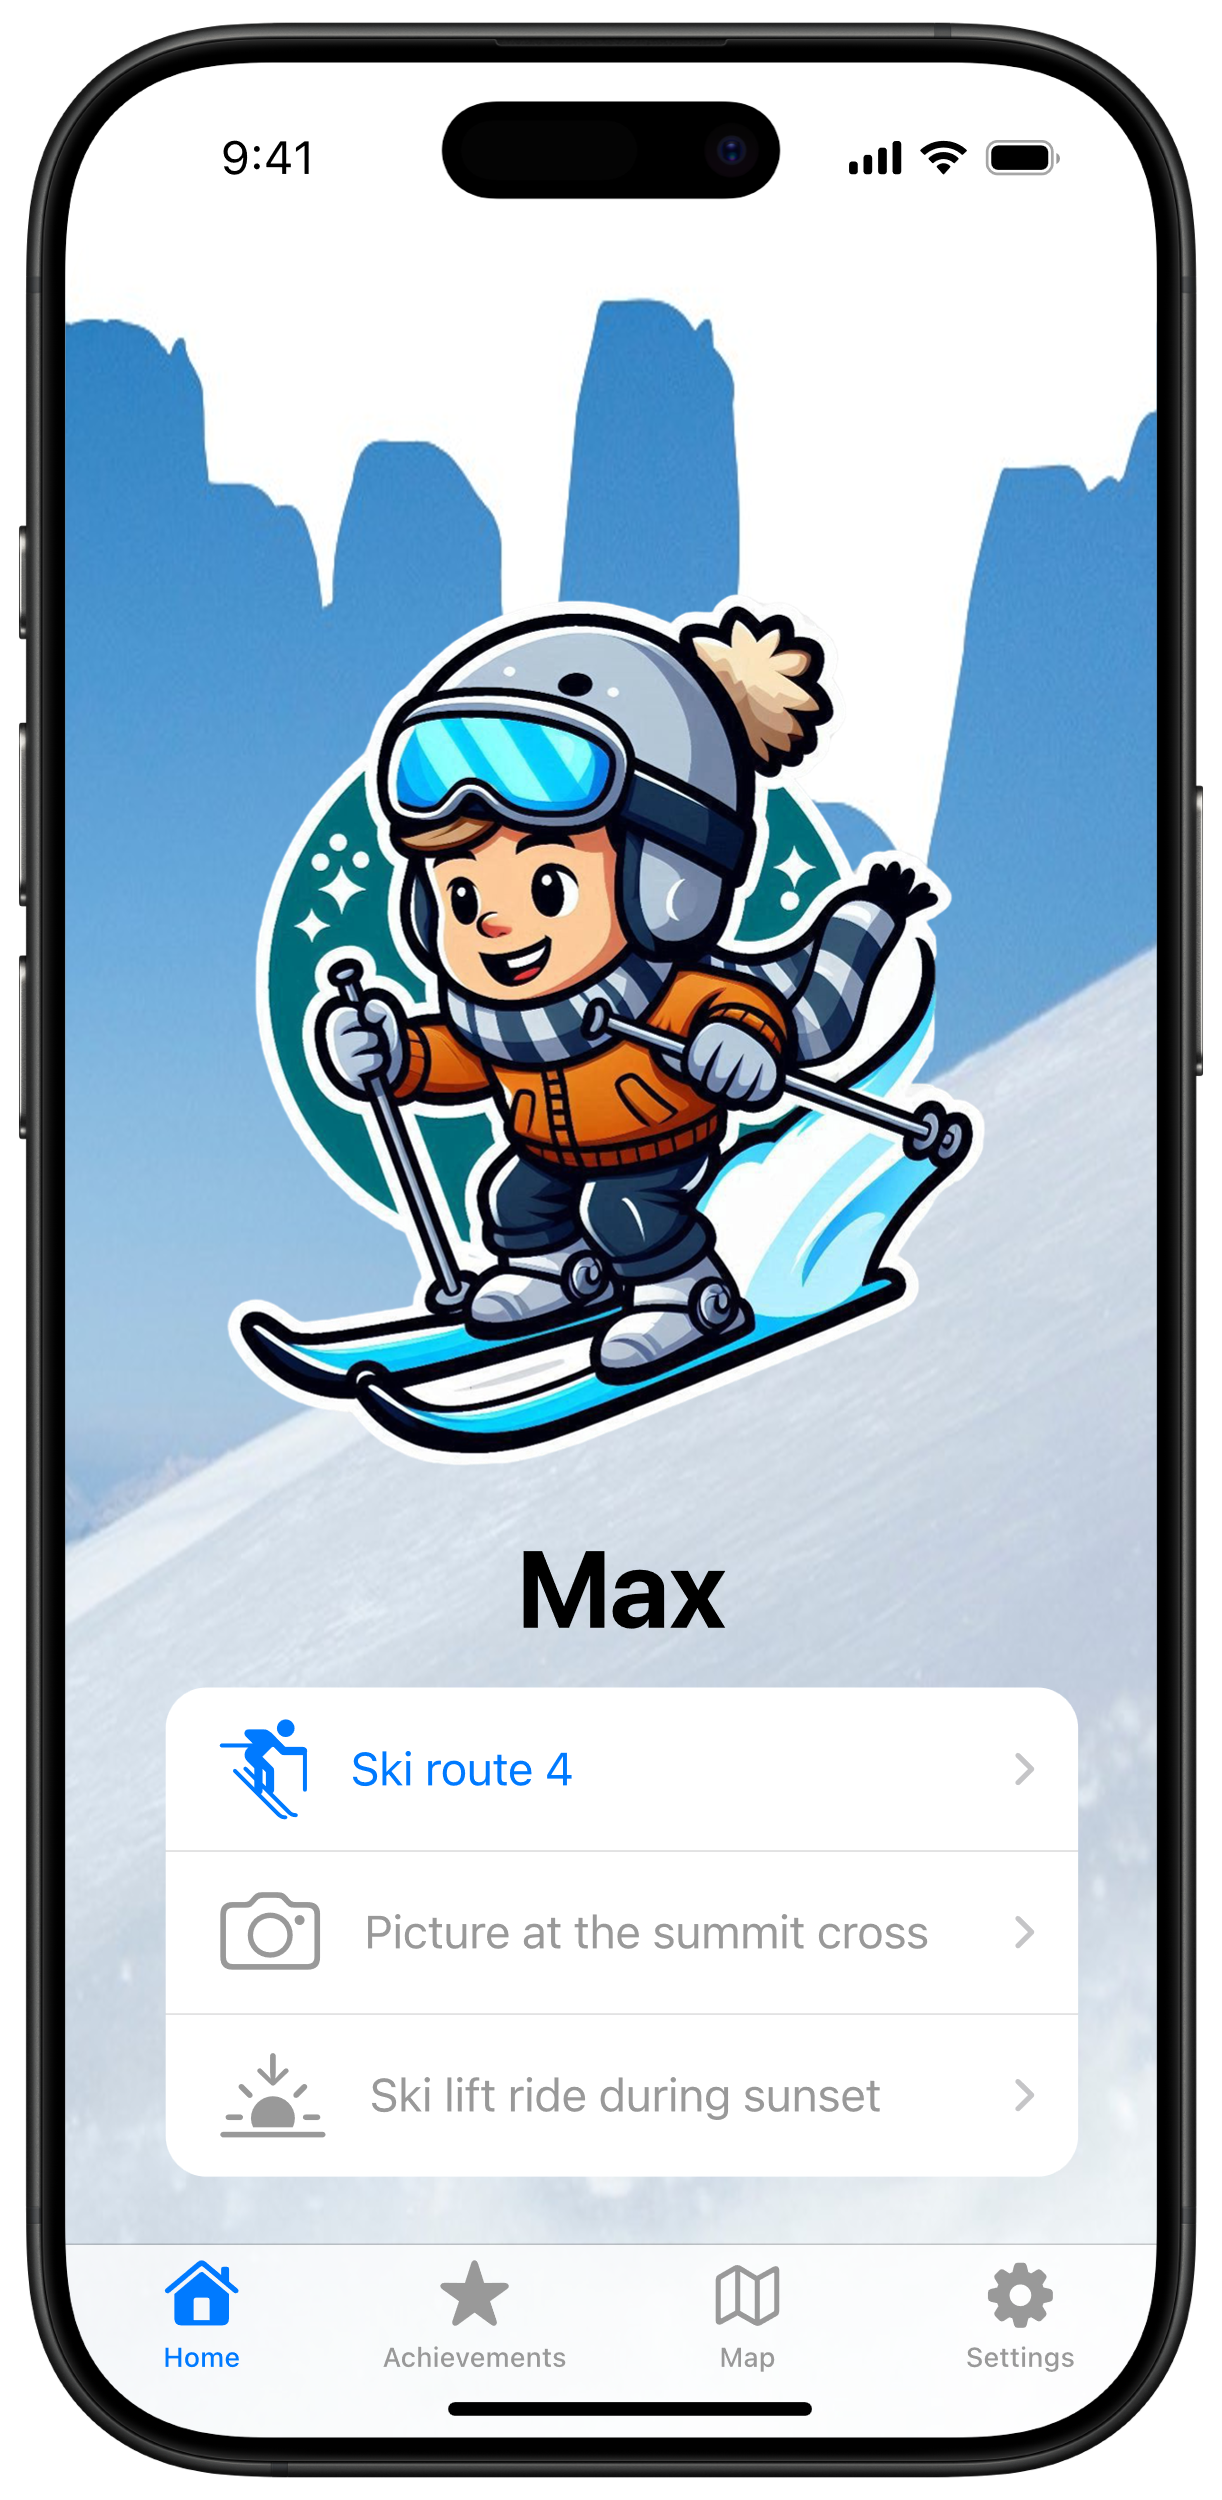 9:41
Max
Ski route 4
Picture at the summit cross
Ski lift ride during sunset
Home
Achievements
Map
Settings